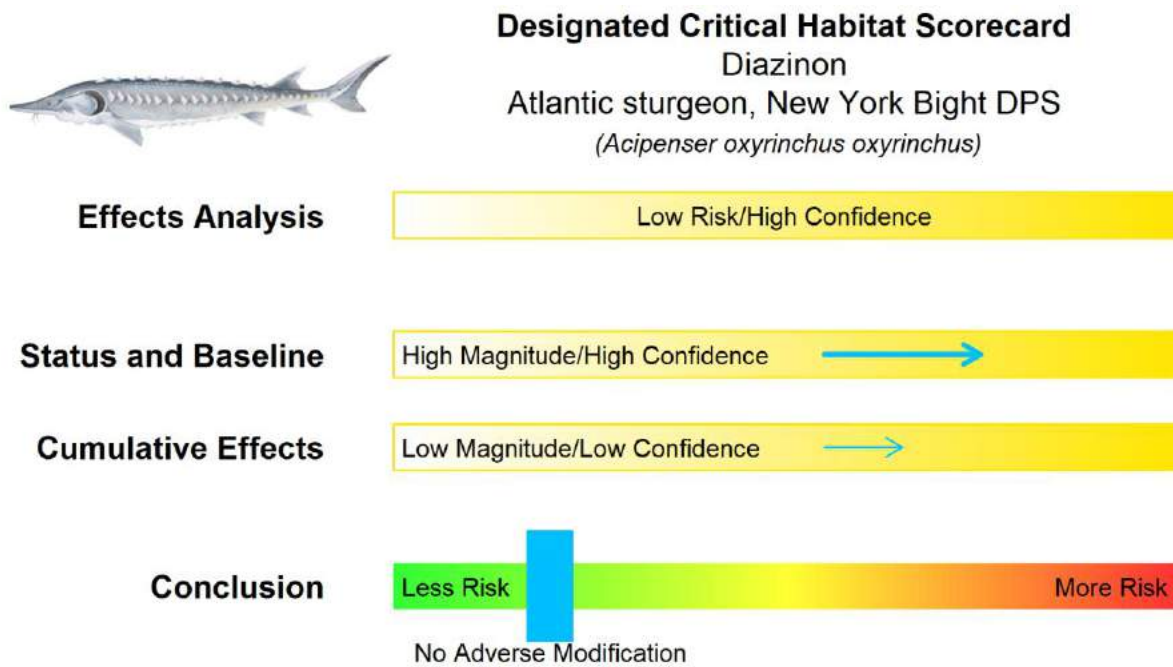 Designated Critical Habitat Scorecard
Diazinon
Atlantic sturgeon, New York Bight DPS
(Acipenser oxyrinchus oxyrinchus)
Effects Analysis
Low Risk/High Confidence
Status and Baseline
High Magnitude/High Confidence
Cumulative Effects
Low Magnitude/Low Confidence
Conclusion
Less Risk
More Risk
No Adverse Modification